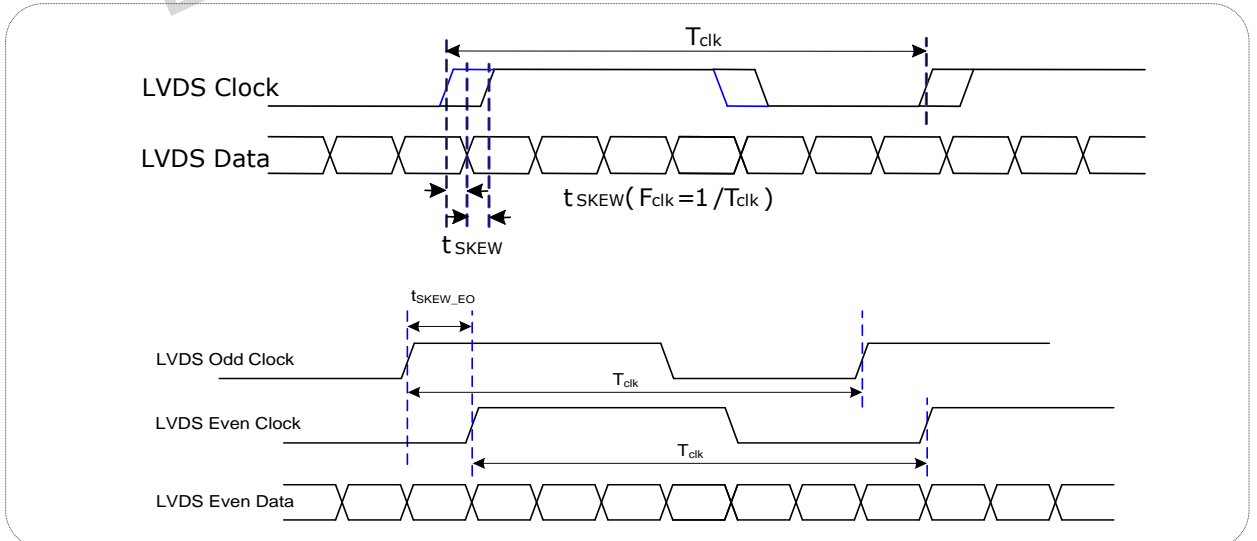 Tclk
LVDS Clock
LVDS Data
tSKEW( Fclk =1 /Tclk )
tSKEW
tSKEW_EO
LVDS Odd Clock
Tclk
LVDS Even Clock
Tclk
LVDS Even Data